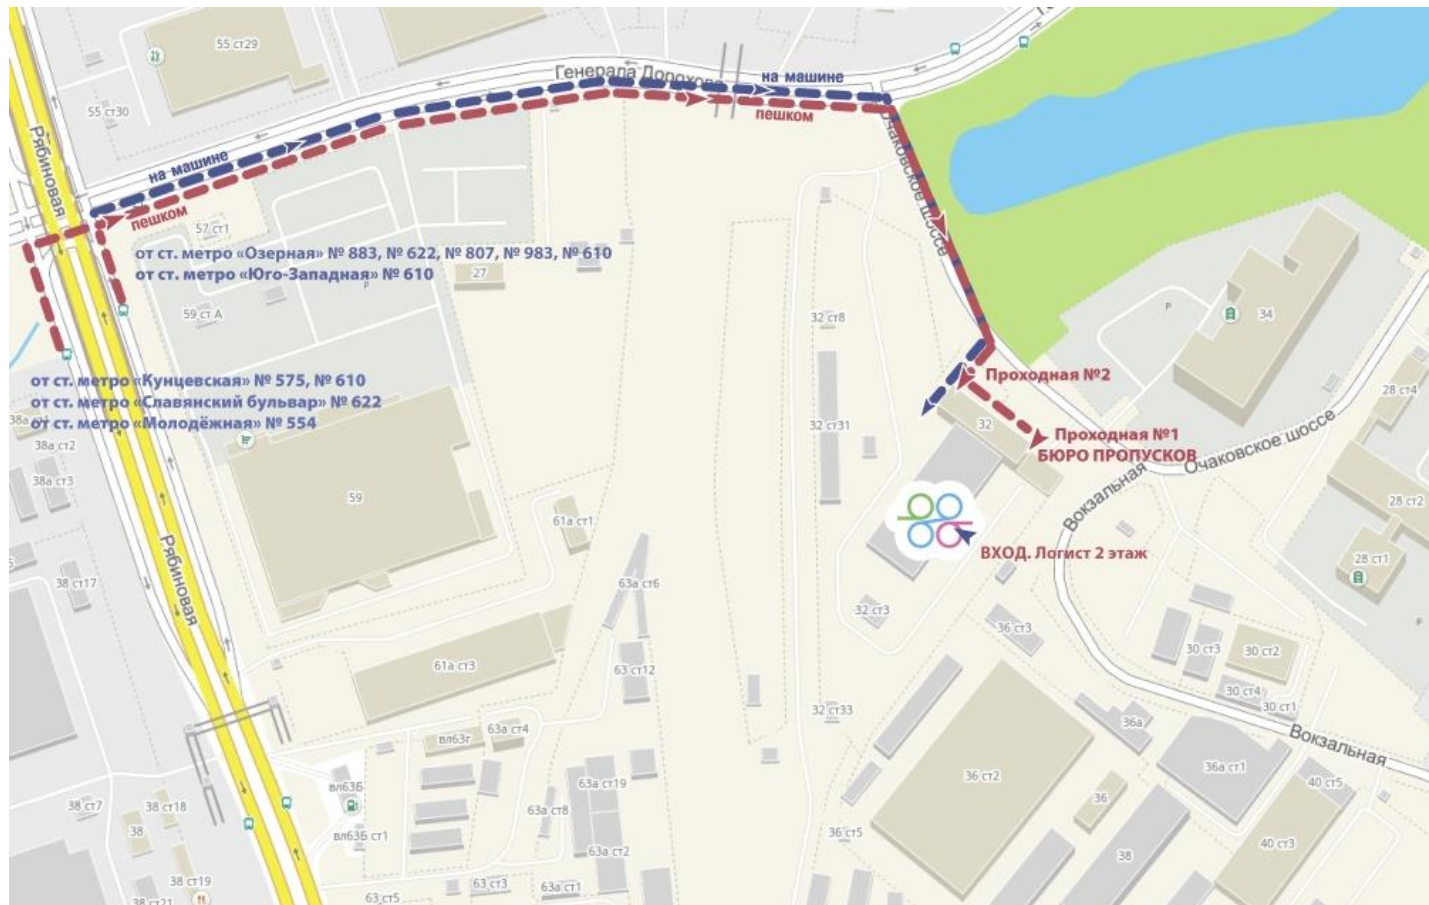 55 ст29
Генерала Дорохова
на машине
пешком
55 ст30
Рябиновая
на машине
пешком
Очаковское шоссе
57 ст1
от ст. метро «Озерная» № 883, № 622, № 807, № 983, № 610
от ст. метро «Юго-Западная» № 610
27
P
P
59 ст А
32 ст8
34
от ст. метро «Кунцевская» № 575, № 610
от ст. метро «Славянский бульвар» № 622
от ст. метро «Молодёжная» № 554
Проходная №2
28 ст4
38а ст2
38а ст3
32 ст31
32
Проходная №1
БЮРО ПРОПУСКОВ
Очаковское шоссе
Вокзальная
59
28 ст2
61а ст1
ВХОД. Логист 2 этаж
28 ст1
Рябиновая
38 ст17
63а ст6
32 ст3
36 ст3
P
61а ст3
63 ст12
30 ст3
30 ст2
30 ст4
30 ст1
32 ст33
36а
вл63г
63а ст4
Вокзальная
36 ст2
36а ст1
40 ст5
вл63Б
63а ст19
38 ст7
38 ст18
36
38
63а ст8
вл63Б ст1
36 ст5
63а ст2
38
40 ст3
38 ст19
63 ст3
63а ст1
63 ст5
38 ст21